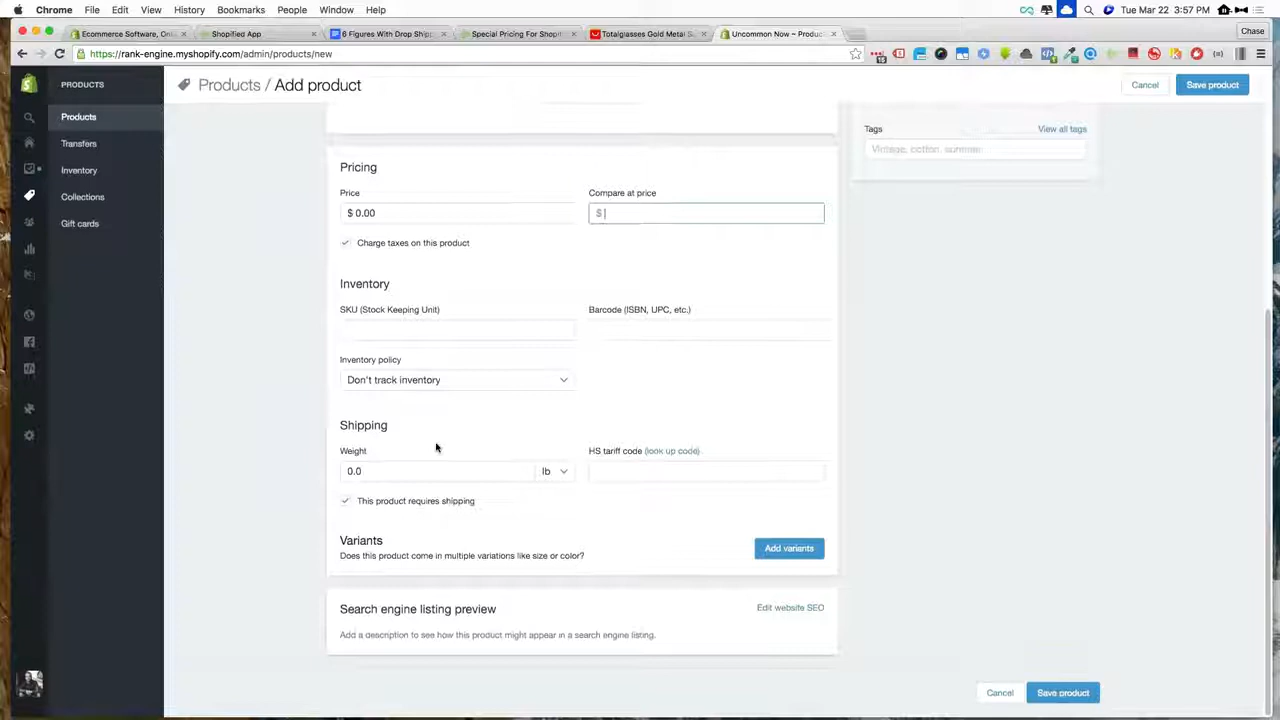 Chrome File Edit View History Bookmarks People Window Help
Tue Mar 22 3:57 PM
Ecommerce Software, Onl
Shopified App
6 Figures With Drop Shipp
Special Pricing For Shopif
Totalglasses Gold Metal S
Uncommon Now ~ Produc
Chase
https://rank-engine.myshopify.com/admin/products/new
PRODUCTS
Products / Add product
Cancel
Save product
Products
Transfers
Inventory
Collections
Gift cards
Tags
View all tags
Vintage, cotton, summer
Pricing
Price
Compare at price
$ 0.00
$
Charge taxes on this product
Inventory
SKU (Stock Keeping Unit)
Barcode (ISBN, UPC, etc.)
Inventory policy
Don't track inventory
Shipping
Weight
HS tariff code (look up code)
0.0
lb
This product requires shipping
Variants
Does this product come in multiple variations like size or color?
Add variants
Search engine listing preview
Edit website SEO
Add a description to see how this product might appear in a search engine listing.
Cancel
Save product